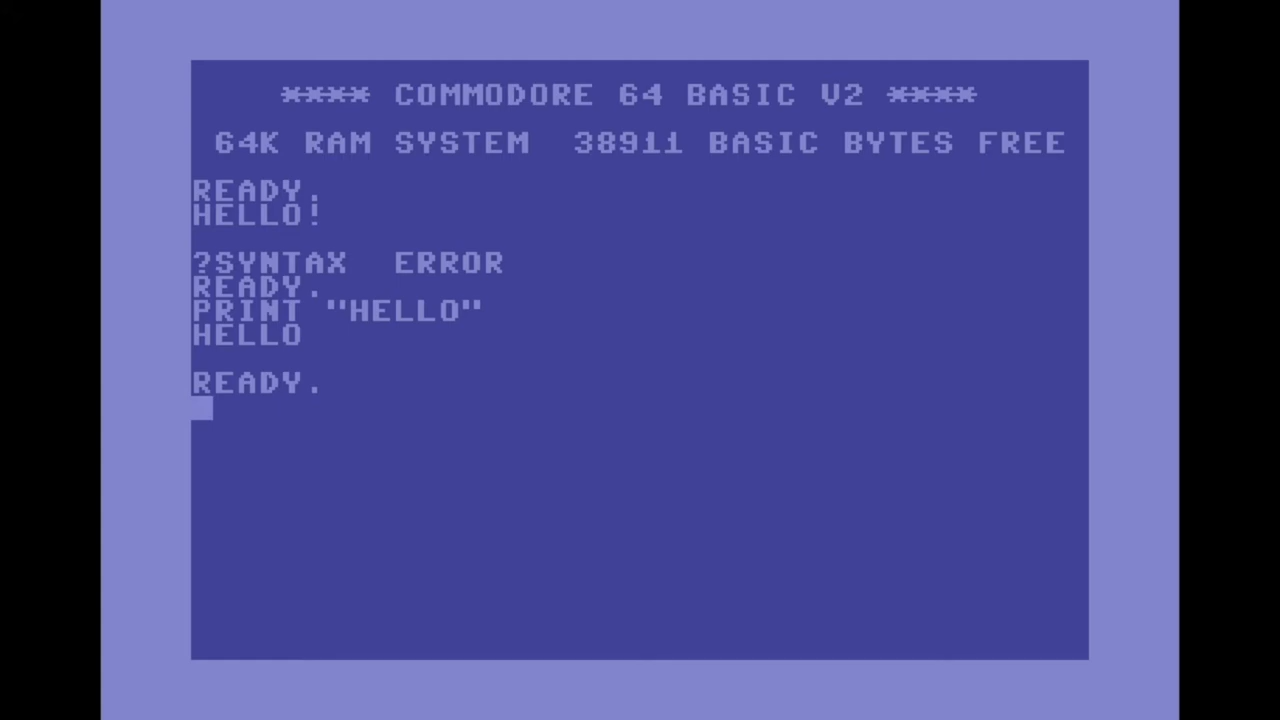 **** COMMODORE 64 BASIC V2 ****
64K RAM SYSTEM  38911 BASIC BYTES FREE
READY.
HELLO!
?SYNTAX  ERROR
READY.
PRINT "HELLO"
HELLO
READY.